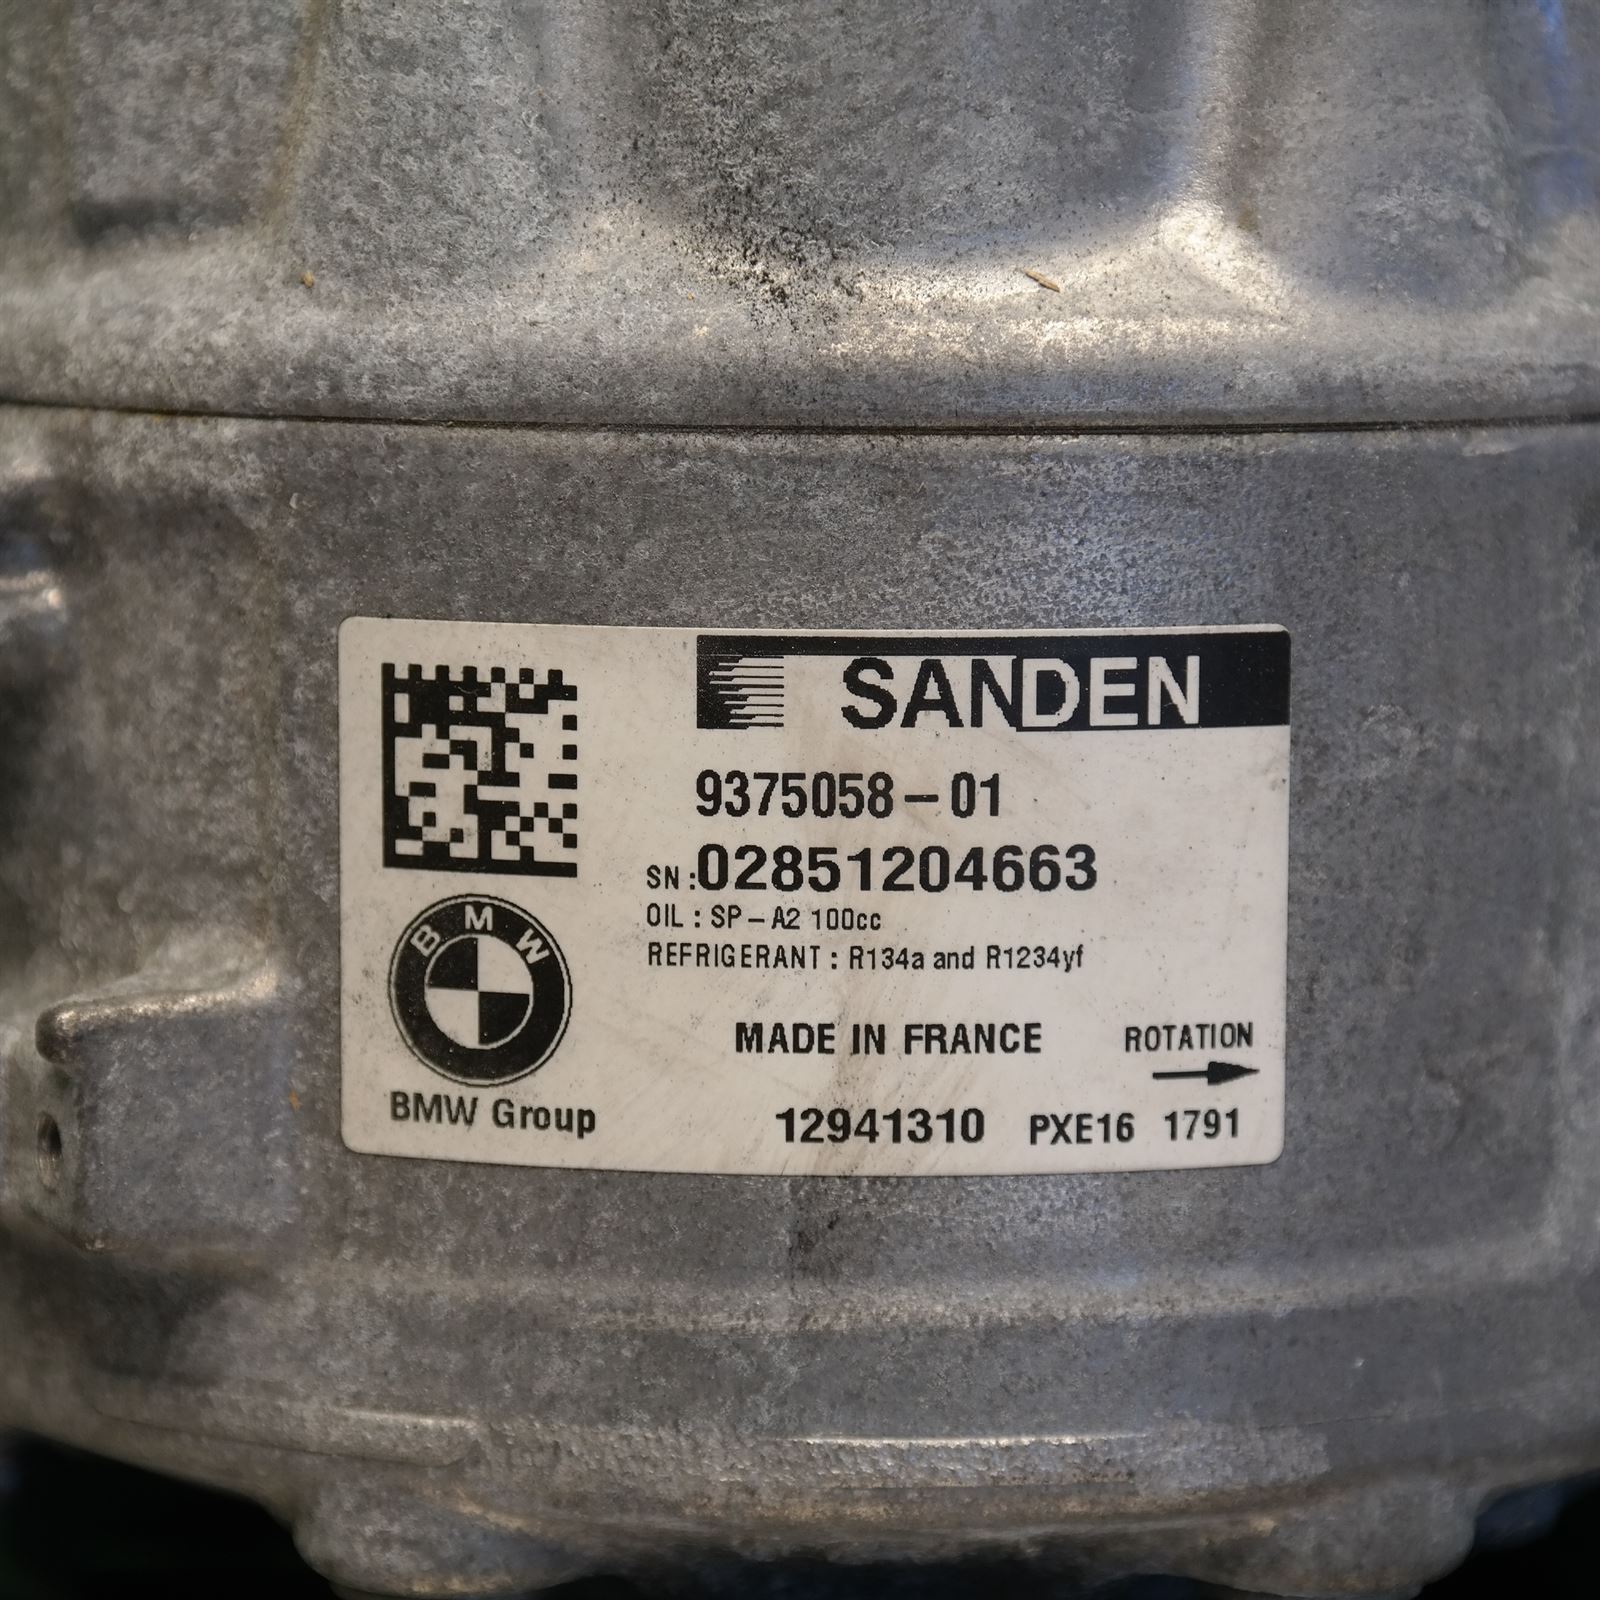 SANDEN
9375058-01
SN:02851204663
OIL : SP-A2 100cc
REFRIGERANT : R134a and R1234yf
BMW
MADE IN FRANCE
ROTATION
BMW Group
12941310 PXE16 1791